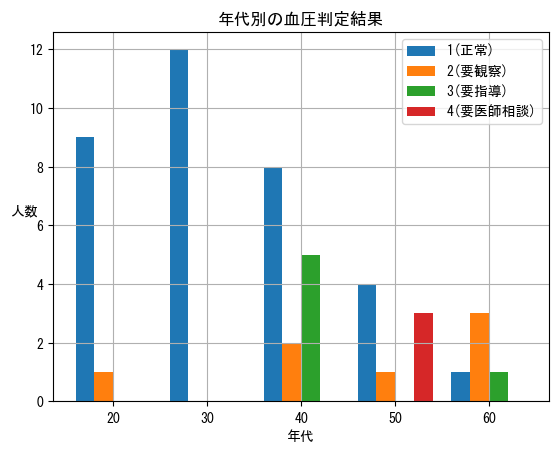 年代別の血圧判定結果
1(正常)
2(要観察)
3(要指導)
4(要医師相談)
12
10
8
6
4
2
0
人数
20 30 40 50 60
年代